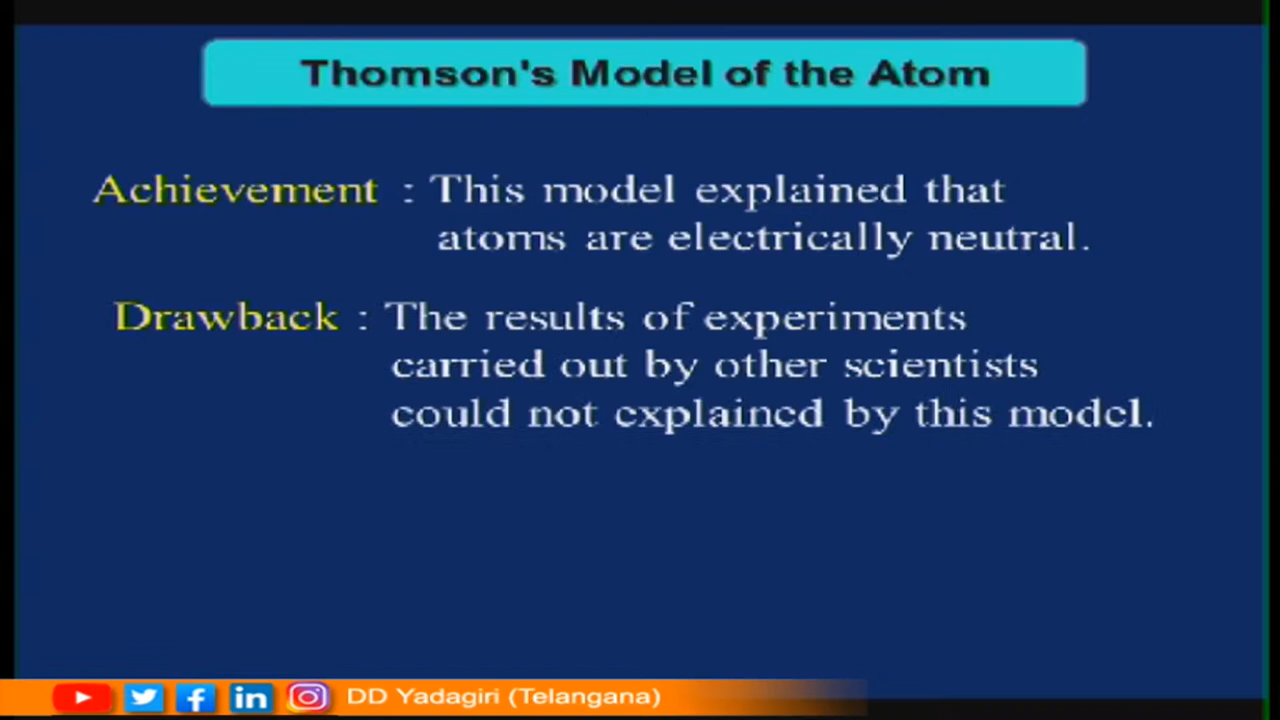 Thomson's Model of the Atom
Achievement : This model explained that
atoms are electrically neutral.
Drawback : The results of experiments
carried out by other scientists
could not explained by this model.
DD Yadagiri (Telangana)